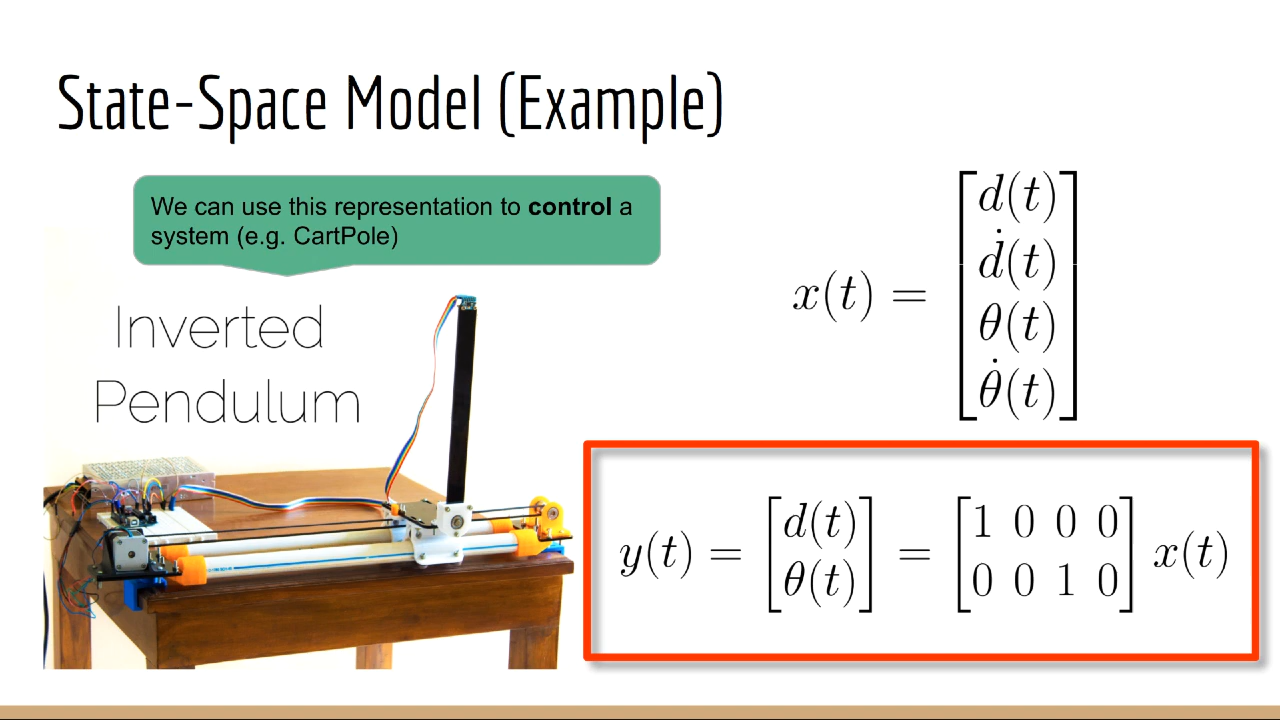 State-Space Model (Example)
We can use this representation to control a
system (e.g. CartPole)
Inverted
Pendulum
x(t) = [d(t) ḋ(t) θ(t) θ̇(t)]
y(t) = [d(t) θ(t)] = [1 0 0 0 0 0 1 0] x(t)